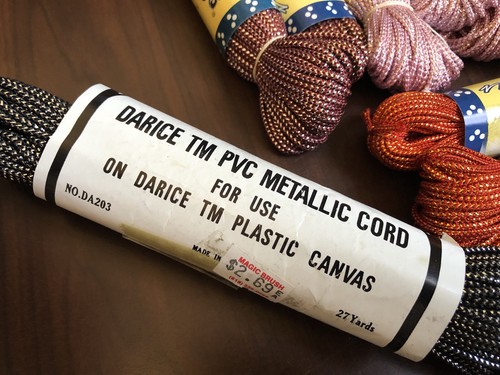 DARICE TM PVC METALLIC CORD
FOR USE
ON DARICE TM PLASTIC CANVAS
NO.DA203
MADE IN
MAGIC BRUSH
$2.69
27 Yards